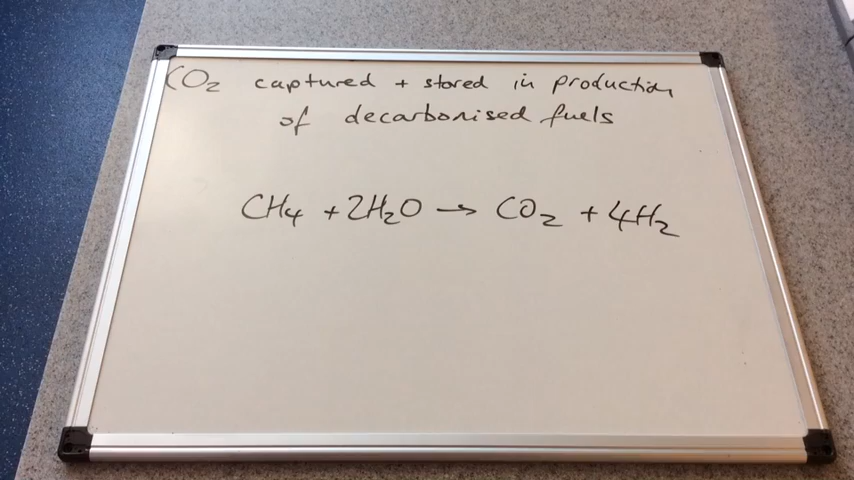 CO₂ captured + stored in production
of decarbonised fuels
CH₄ + 2H₂O → CO₂ + 4H₂